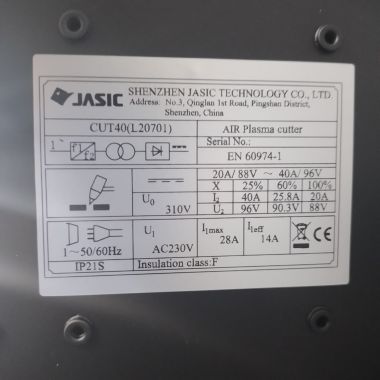 JASIC
SHENZHEN JASIC TECHNOLOGY CO., LTD.
Address: No.3, Qinglan 1st Road, Pingshan District,
Shenzhen, China
CUT40(L20701)
AIR Plasma cutter
Serial No.:
1~ f1 f2
EN 60974-1
20A/ 88V ~ 40A/ 96V
X 25% 60% 100%
U0 310V
I2 40A 25.8A 20A
U2 96V 90.3V 88V
1~50/60Hz
U1 AC230V
I1max 28A
I1eff 14A
CE
IP21S
Insulation class:F